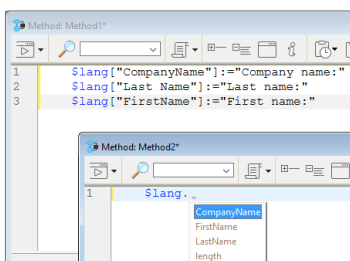 Method: Method1*
1 $lang["CompanyName"]:="Company name:"
2 $lang["Last Name"]:="Last name:"
3 $lang["FirstName"]:="First name:"
Method: Method2*
1 $lang.
CompanyName
FirstName
LastName
length